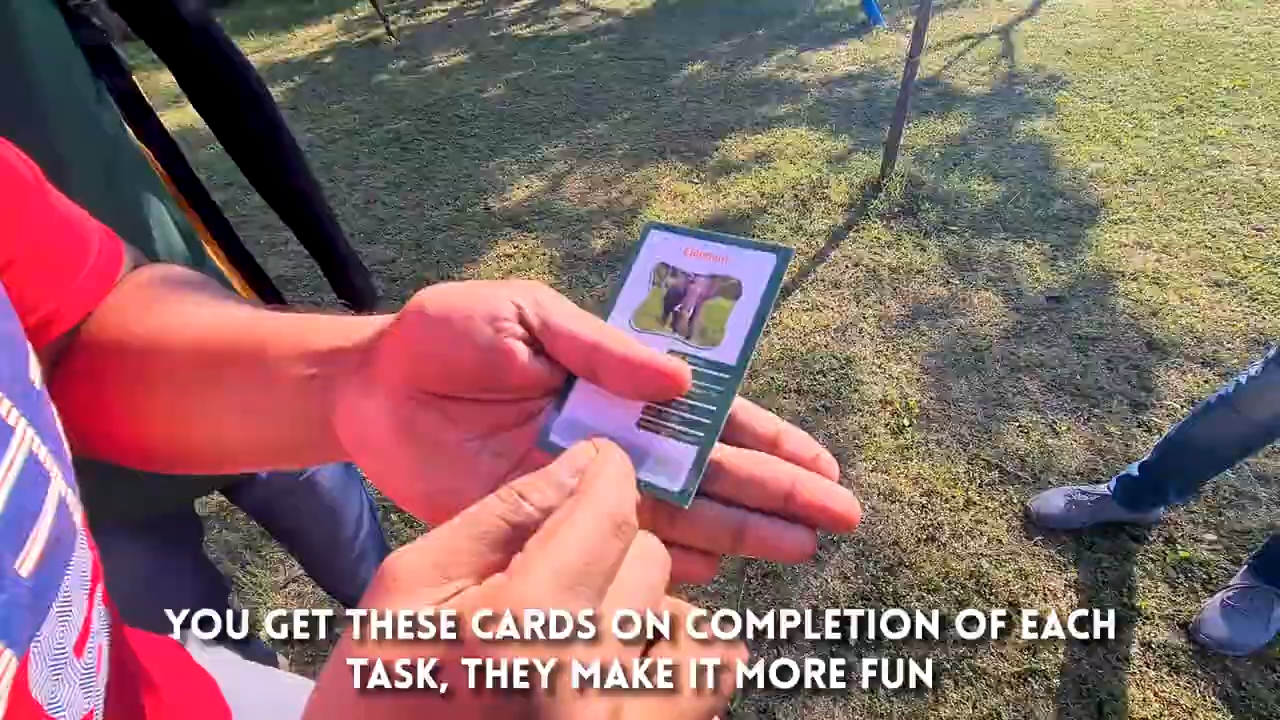 YOU GET THESE CARDS ON COMPLETION OF EACH
TASK, THEY MAKE IT MORE FUN